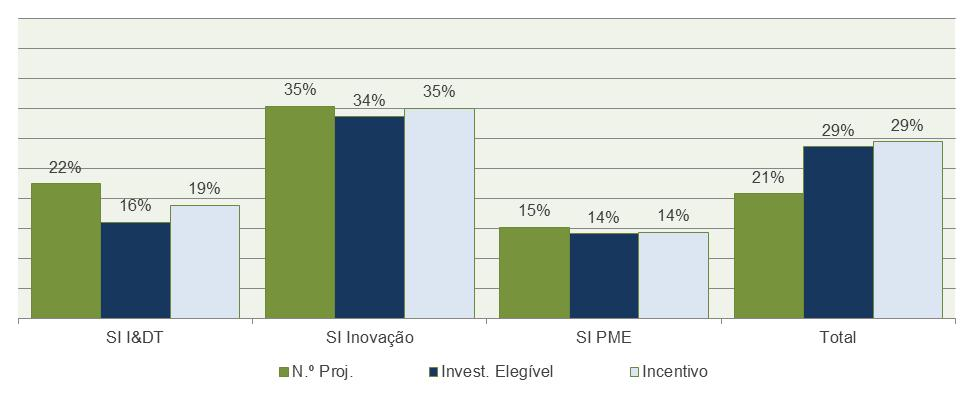 35% 34% 35%
29% 29%
22% 16% 19%
21%
15% 14% 14%
SI I&DT SI Inovação SI PME Total
N.º Proj. Invest. Elegível Incentivo